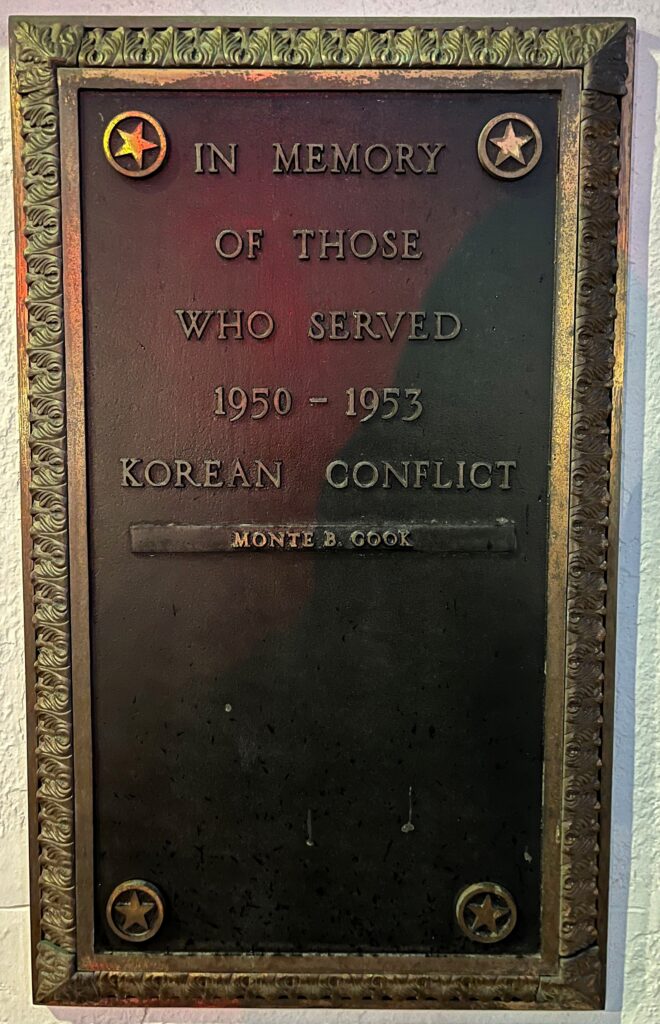 IN MEMORY
OF THOSE
WHO SERVED
1950 - 1953
KOREAN CONFLICT
MONTE B. COOK